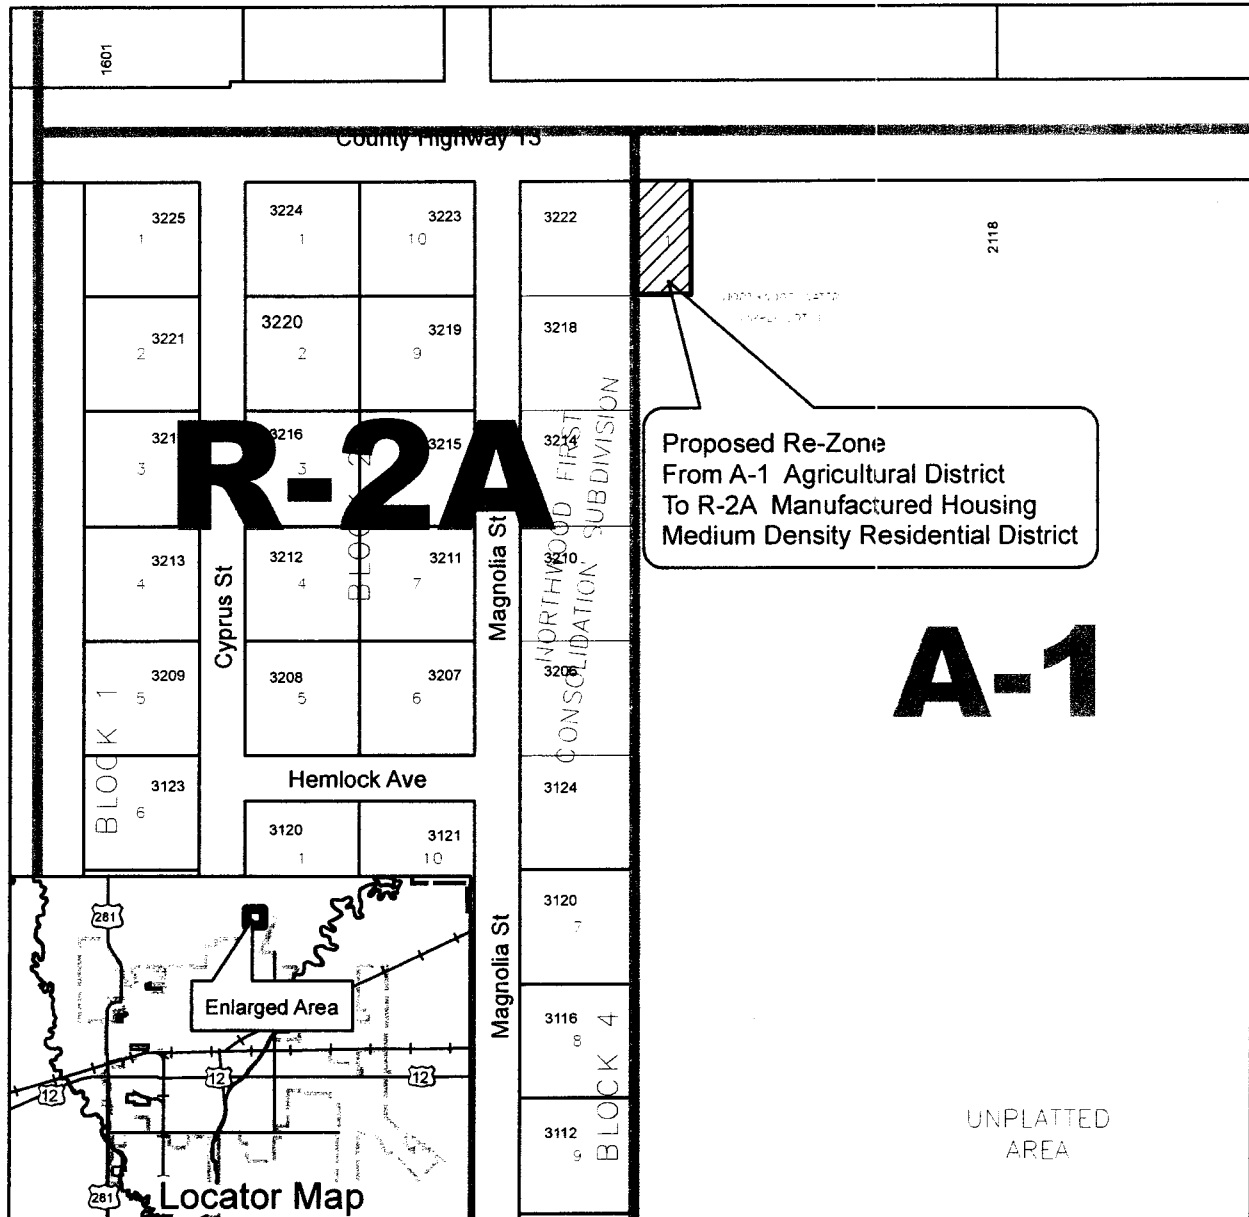 1601
County Highway 13
3225
1
3224
1
3223
10
3222
1
2118
3221
2
3220
2
3219
9
3218
3
3216
3
3215
3214
Proposed Re-Zone
From A-1 Agricultural District
To R-2A Manufactured Housing
Medium Density Residential District
R-2A
BLOCK 2
NORTHWOOD FIRST
CONSOLIDATION SUBDIVISION
3213
4
3212
4
3211
7
3210
Cyprus St
Magnolia St
A-1
3209
5
3208
5
3207
6
3206
BLOCK 1
3123
6
Hemlock Ave
3124
3120
1
3121
10
3120
7
281
Enlarged Area
Magnolia St
3116
8
BLOCK 4
12
12
12
3112
9
UNPLATTED
AREA
281
Locator Map